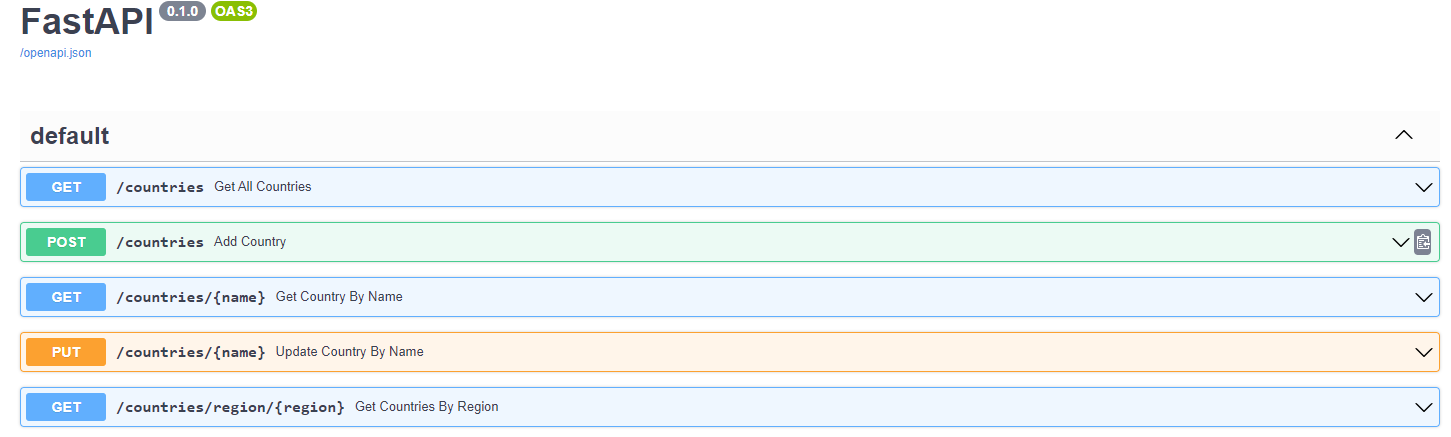 FastAPI 0.1.0 OAS3
/openapi.json
default
GET /countries Get All Countries
POST /countries Add Country
GET /countries/{name} Get Country By Name
PUT /countries/{name} Update Country By Name
GET /countries/region/{region} Get Countries By Region